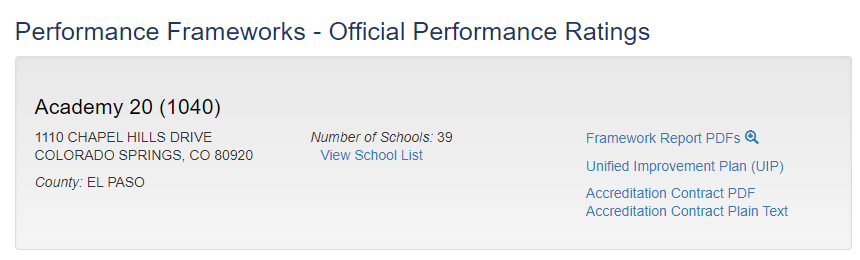 Performance Frameworks - Official Performance Ratings
Academy 20 (1040)
1110 CHAPEL HILLS DRIVE
COLORADO SPRINGS, CO 80920
County: EL PASO
Number of Schools: 39
View School List
Framework Report PDFs
Unified Improvement Plan (UIP)
Accreditation Contract PDF
Accreditation Contract Plain Text